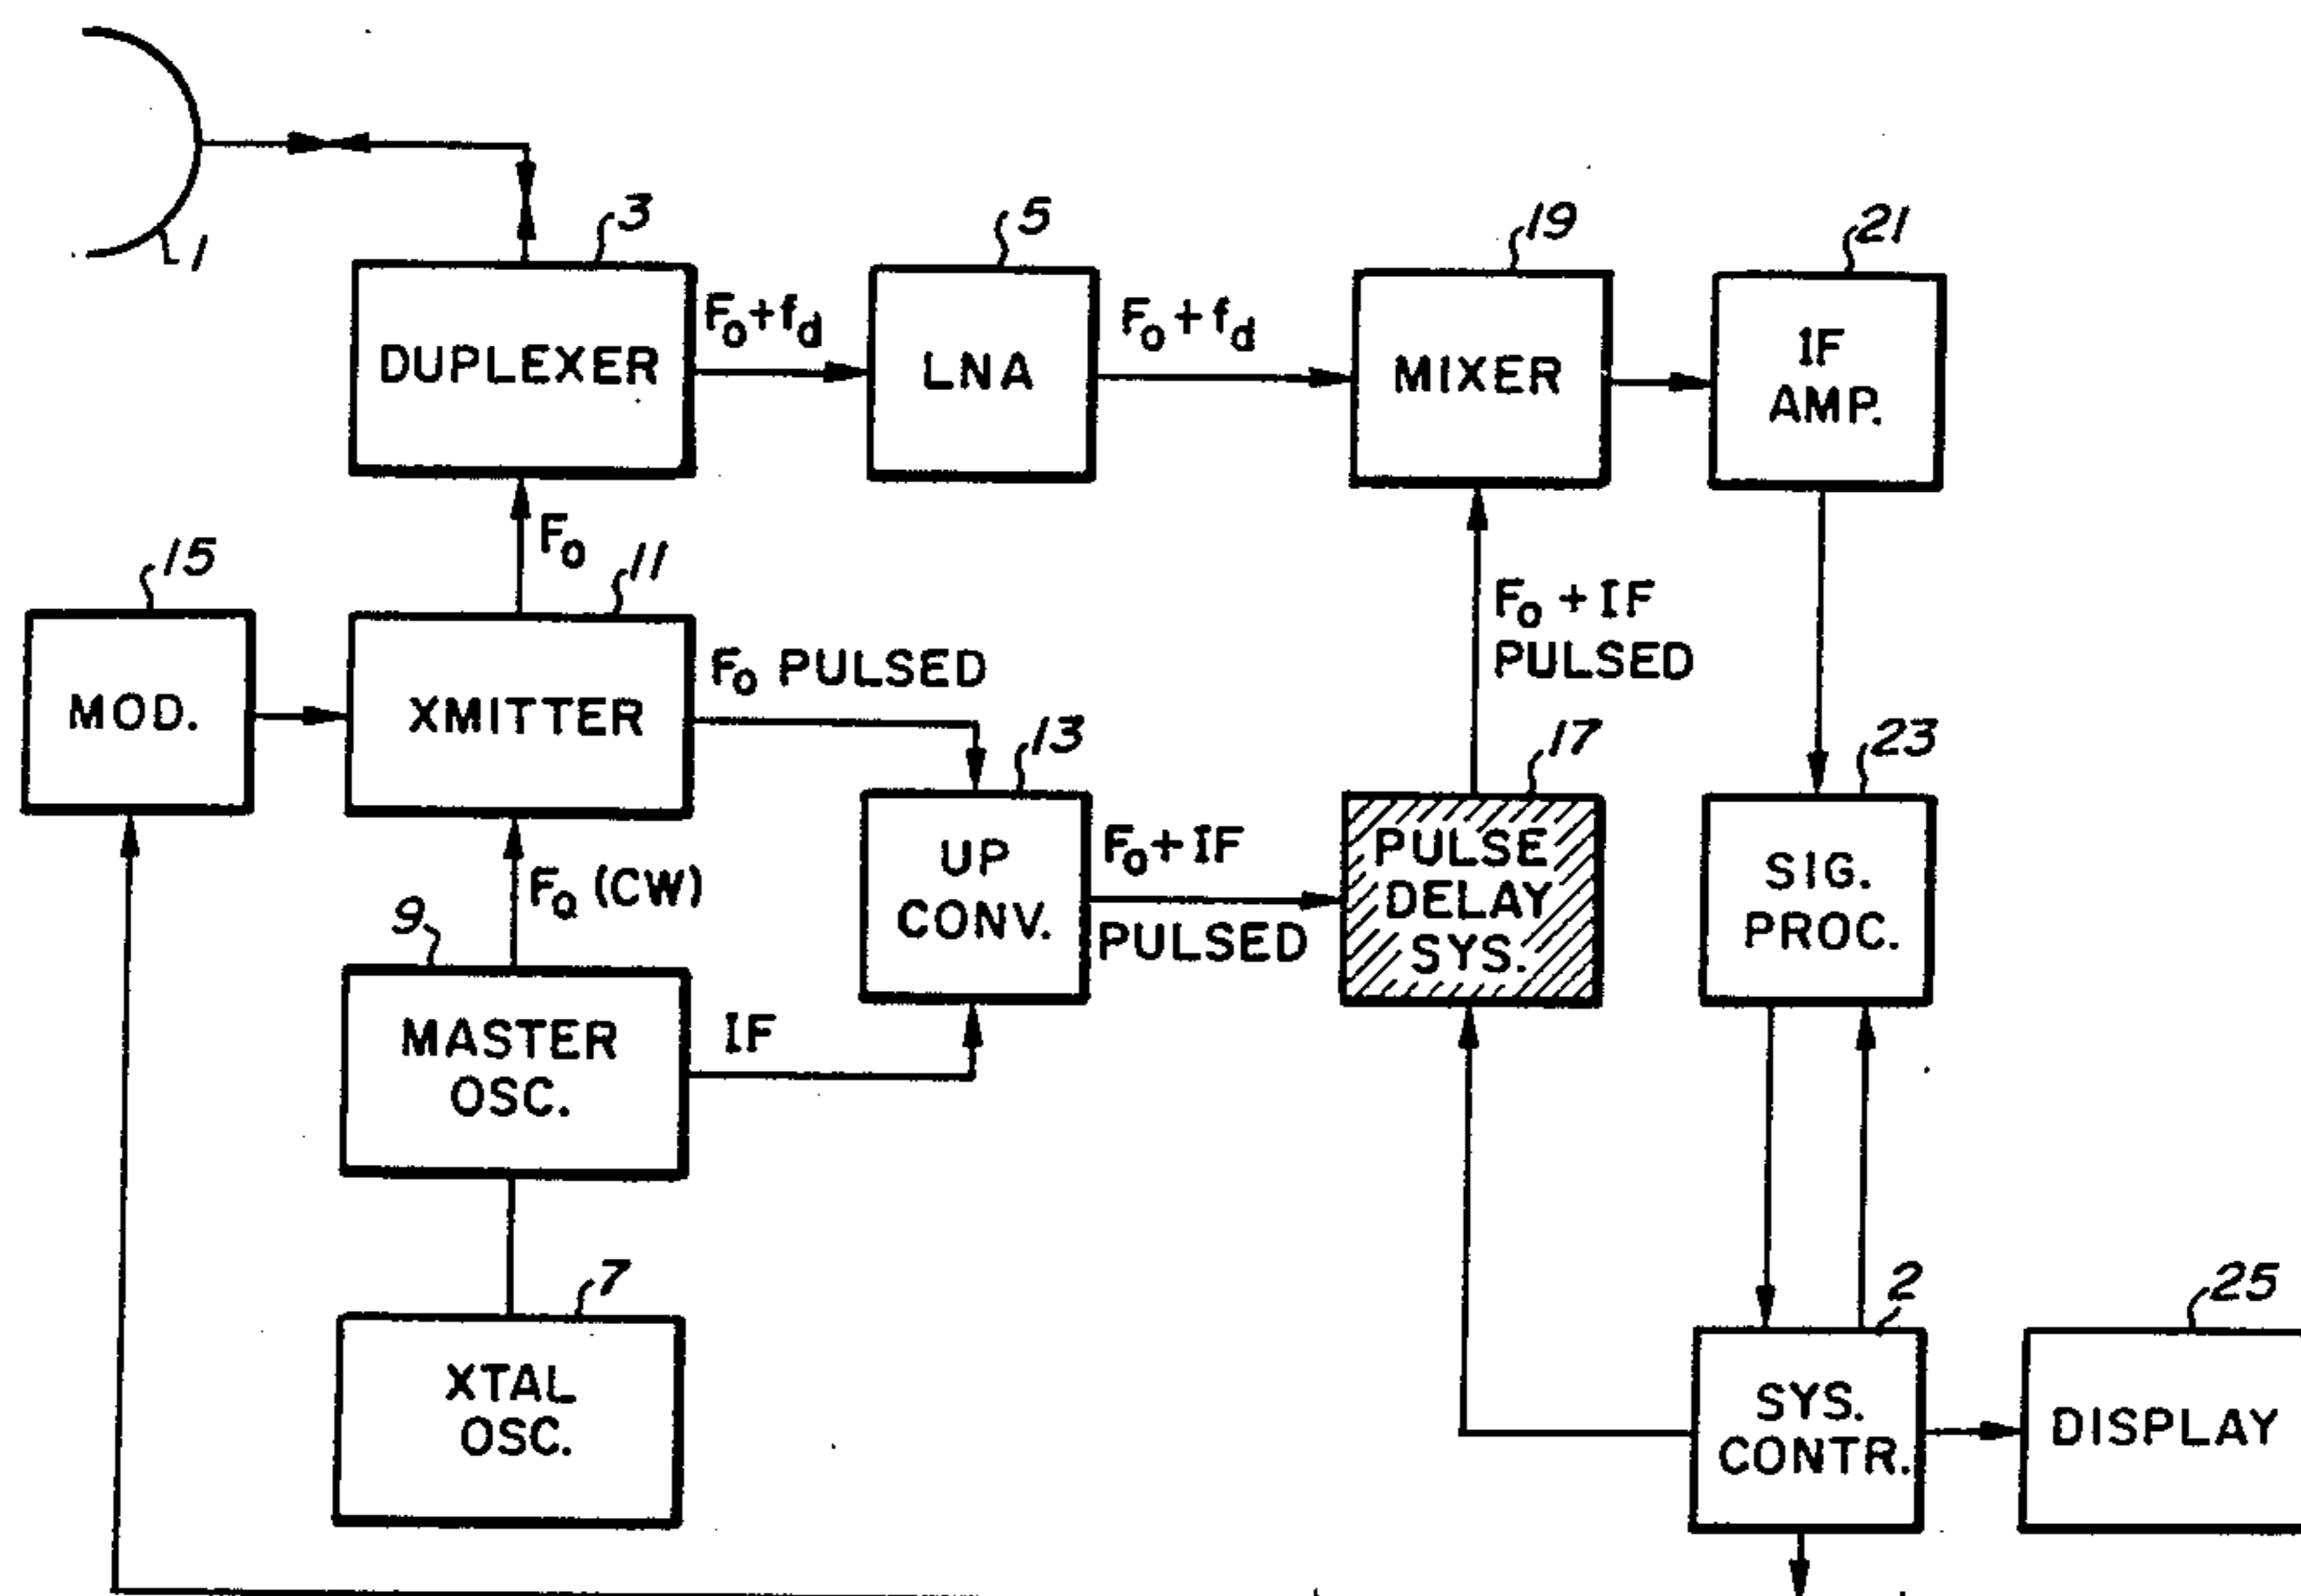 1
3
5
19
21
DUPLEXER
F₀+f_d
LNA
F₀+f_d
MIXER
IF
AMP.
F₀
15
11
MOD.
XMITTER
F₀ PULSED
F₀ +IF
PULSED
13
17
23
UP
CONV.
F₀+IF
PULSED
PULSE
DELAY
SYS.
SIG.
PROC.
F₀ (CW)
9
MASTER
OSC.
IF
7
XTAL
OSC.
2
25
SYS.
CONTR.
DISPLAY